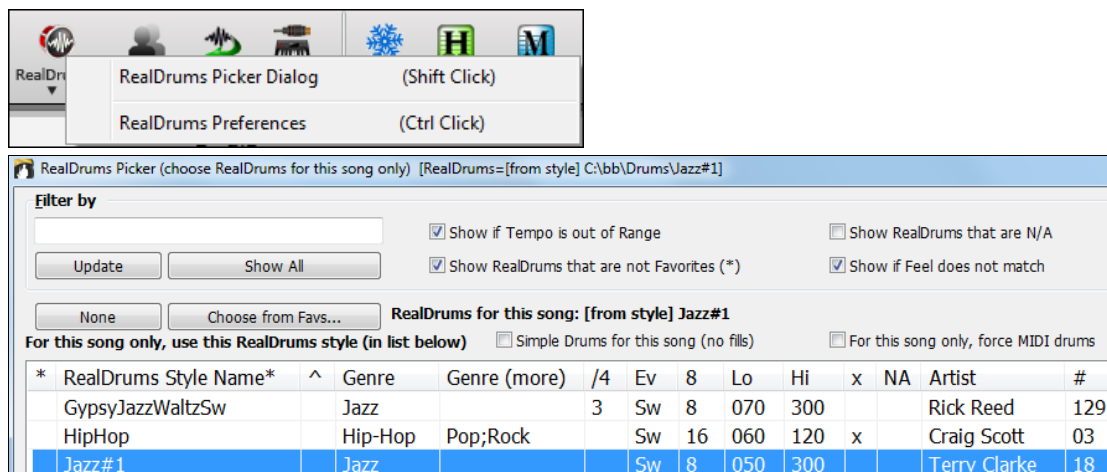 H M
RealDru
RealDrums Picker Dialog (Shift Click)
RealDrums Preferences (Ctrl Click)
RealDrums Picker (choose RealDrums for this song only) [RealDrums=[from style] C:\bb\Drums\Jazz#1]
Filter by
Show if Tempo is out of Range Show RealDrums that are N/A
Update Show All Show RealDrums that are not Favorites (*) Show if Feel does not match
None Choose from Favs... RealDrums for this song: [from style] Jazz#1
For this song only, use this RealDrums style (in list below) Simple Drums for this song (no fills) For this song only, force MIDI drums
* RealDrums Style Name* ^ Genre Genre (more) /4 Ev 8 Lo Hi x NA Artist #
GypsyJazzWaltzSw Jazz 3 Sw 8 070 300 Rick Reed 129
HipHop Hip-Hop Pop;Rock Sw 16 060 120 x Craig Scott 03
Jazz#1 Jazz Sw 8 050 300 Terry Clarke 18